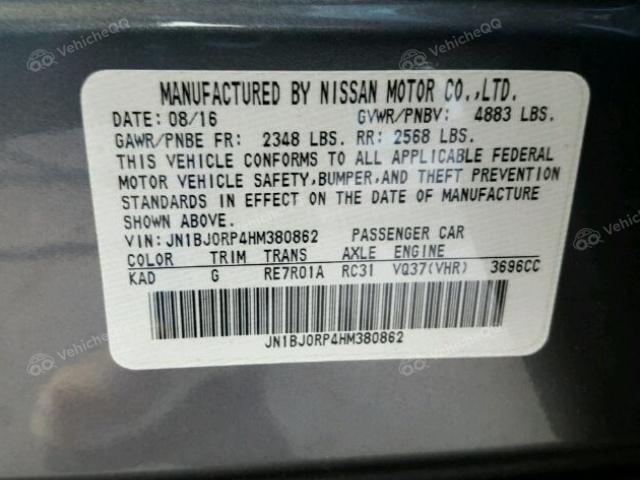 MANUFACTURED BY NISSAN MOTOR CO.,LTD.
DATE: 08/16 GVWR/PNBV: 4883 LBS.
GAWR/PNBE FR: 2348 LBS. RR: 2568 LBS.
THIS VEHICLE CONFORMS TO ALL APPLICABLE FEDERAL
MOTOR VEHICLE SAFETY,BUMPER,AND THEFT PREVENTION
STANDARDS IN EFFECT ON THE DATE OF MANUFACTURE
SHOWN ABOVE.
VIN: JN1BJ0RP4HM380862 PASSENGER CAR
COLOR TRIM TRANS AXLE ENGINE
KAD G RE7R01A RC31 VQ37(VHR) 3696CC
JN1BJ0RP4HM380862
VehicleQQ